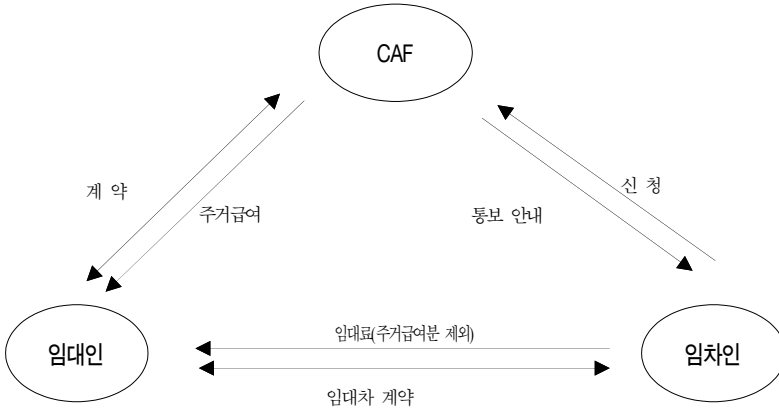 CAF
계 약
신 청
주거급여
통보 안내
임대료(주거급여분 제외)
임대인
임차인
임대차 계약